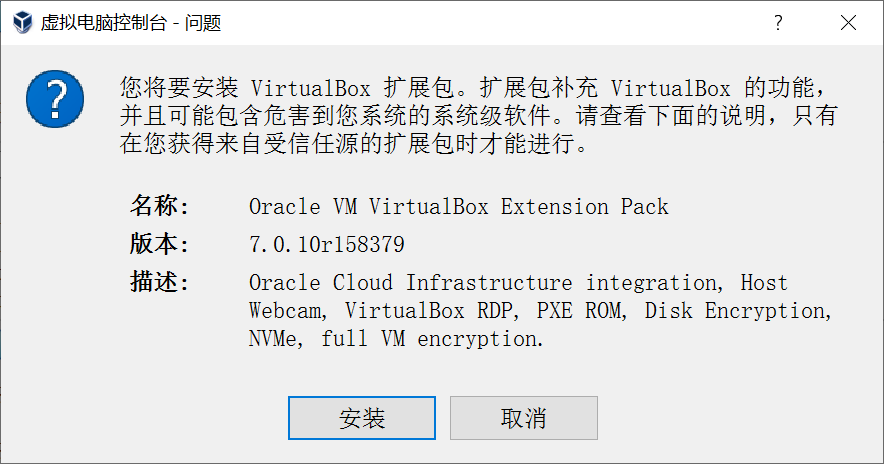 虚拟电脑控制台 - 问题
您将要安装 VirtualBox 扩展包。扩展包补充 VirtualBox 的功能，
并且可能包含危害到您系统的系统级软件。请查看下面的说明，只有
在您获得来自受信任源的扩展包时才能进行。
名称: Oracle VM VirtualBox Extension Pack
版本: 7.0.10r158379
描述: Oracle Cloud Infrastructure integration, Host
Webcam, VirtualBox RDP, PXE ROM, Disk Encryption,
NVMe, full VM encryption.
安装 取消